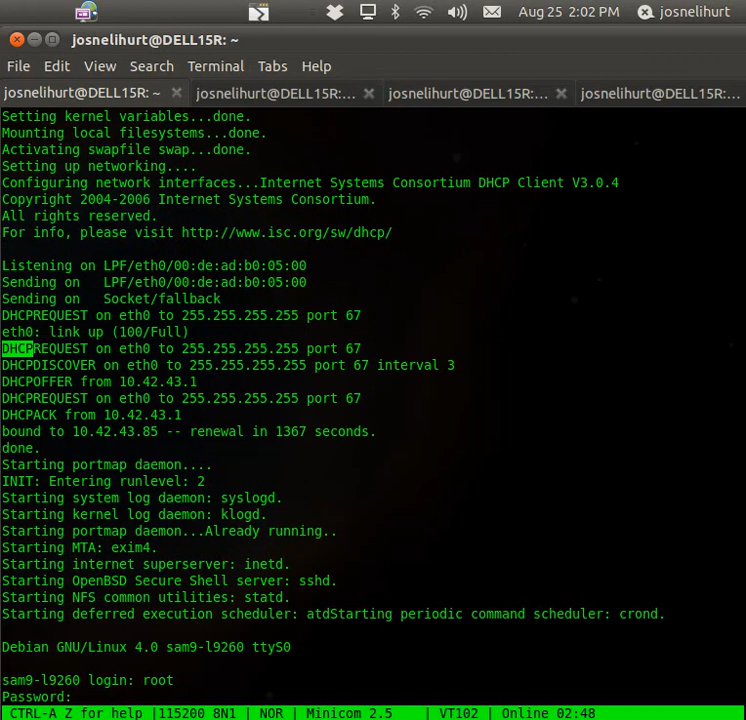 Aug 25 2:02 PM josnelihurt
josnelihurt@DELL15R: ~
File Edit View Search Terminal Tabs Help
josnelihurt@DELL15R: ~ josnelihurt@DELL15R:... josnelihurt@DELL15R:... josnelihurt@DELL15R:...
Setting kernel variables...done.
Mounting local filesystems...done.
Activating swapfile swap...done.
Setting up networking....
Configuring network interfaces...Internet Systems Consortium DHCP Client V3.0.4
Copyright 2004-2006 Internet Systems Consortium.
All rights reserved.
For info, please visit http://www.isc.org/sw/dhcp/
Listening on LPF/eth0/00:de:ad:b0:05:00
Sending on   LPF/eth0/00:de:ad:b0:05:00
Sending on   Socket/fallback
DHCPREQUEST on eth0 to 255.255.255.255 port 67
eth0: link up (100/Full)
DHCPREQUEST on eth0 to 255.255.255.255 port 67
DHCPDISCOVER on eth0 to 255.255.255.255 port 67 interval 3
DHCPOFFER from 10.42.43.1
DHCPREQUEST on eth0 to 255.255.255.255 port 67
DHCPACK from 10.42.43.1
bound to 10.42.43.85 -- renewal in 1367 seconds.
done.
Starting portmap daemon....
INIT: Entering runlevel: 2
Starting system log daemon: syslogd.
Starting kernel log daemon: klogd.
Starting portmap daemon...Already running..
Starting MTA: exim4.
Starting internet superserver: inetd.
Starting OpenBSD Secure Shell server: sshd.
Starting NFS common utilities: statd.
Starting deferred execution scheduler: atdStarting periodic command scheduler: crond.
Debian GNU/Linux 4.0 sam9-l9260 ttyS0
sam9-l9260 login: root
Password:
CTRL-A Z for help |115200 8N1 | NOR | Minicom 2.5    | VT102 | Online 02:48